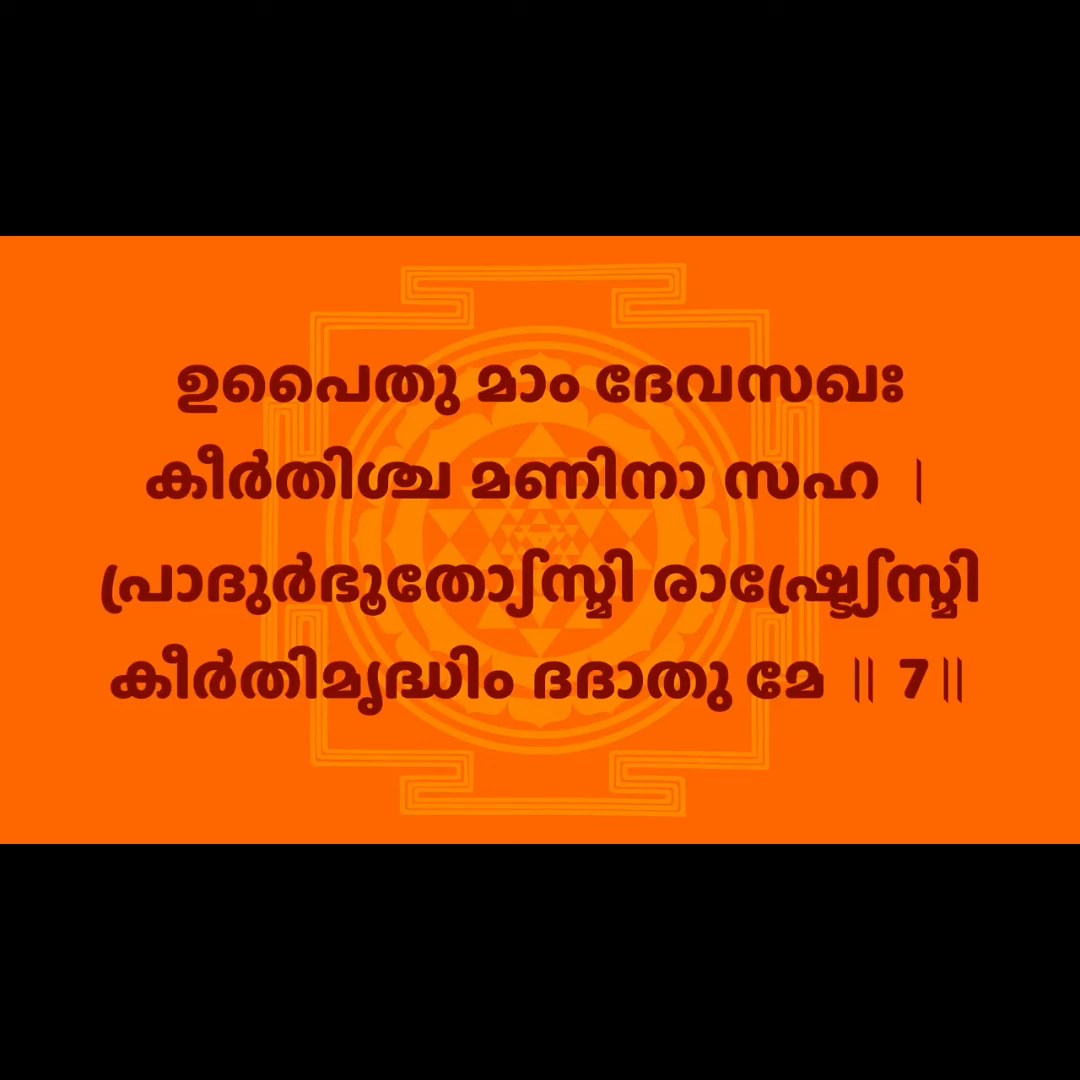 ഉപൈതു മാം ദേവസഖഃ
കീർതിശ്ച മണിനാ സഹ |
പ്രാദുർഭൂതോഽസ്മി രാഷ്ട്രേഽസ്മി
കീർതിമൃദ്ധിം ദദാതു മേ || 7||